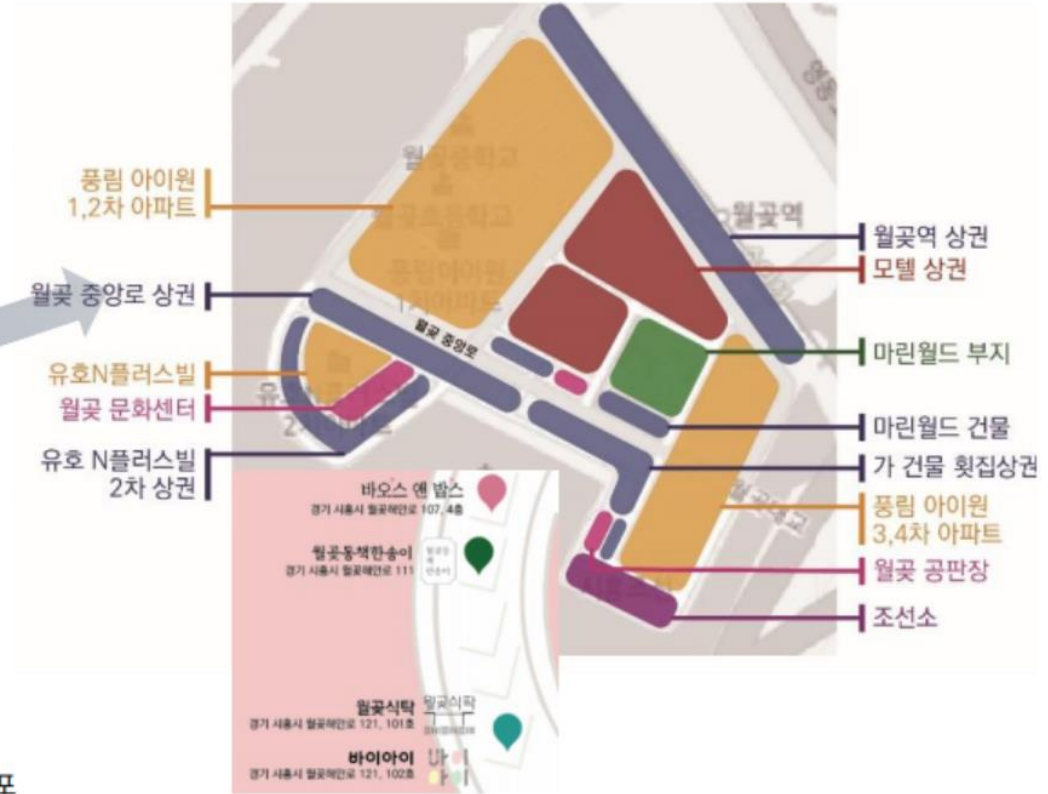 풍림 아이원
1,2차 아파트
월곶 중앙로 상권
유호N플러스빌
월곶 문화센터
유호 N플러스빌
2차 상권
월곶중학교
월곶초등학교
풍림아이원
1차아파트
월곶 중앙로
월곶역
월곶역 상권
모텔 상권
마린월드 부지
마린월드 건물
가 건물 횟집상권
풍림 아이원
3,4차 아파트
월곶 공판장
조선소
바오스 앤 밥스
경기 시흥시 월곶해안로 107, 4층
월곶동책한송이
경기 시흥시 월곶해안로 111
월곶식탁
월곶식탁
경기 시흥시 월곶해안로 121, 101호
바이아이
바이
아이
경기 시흥시 월곶해안로 121, 102호
포